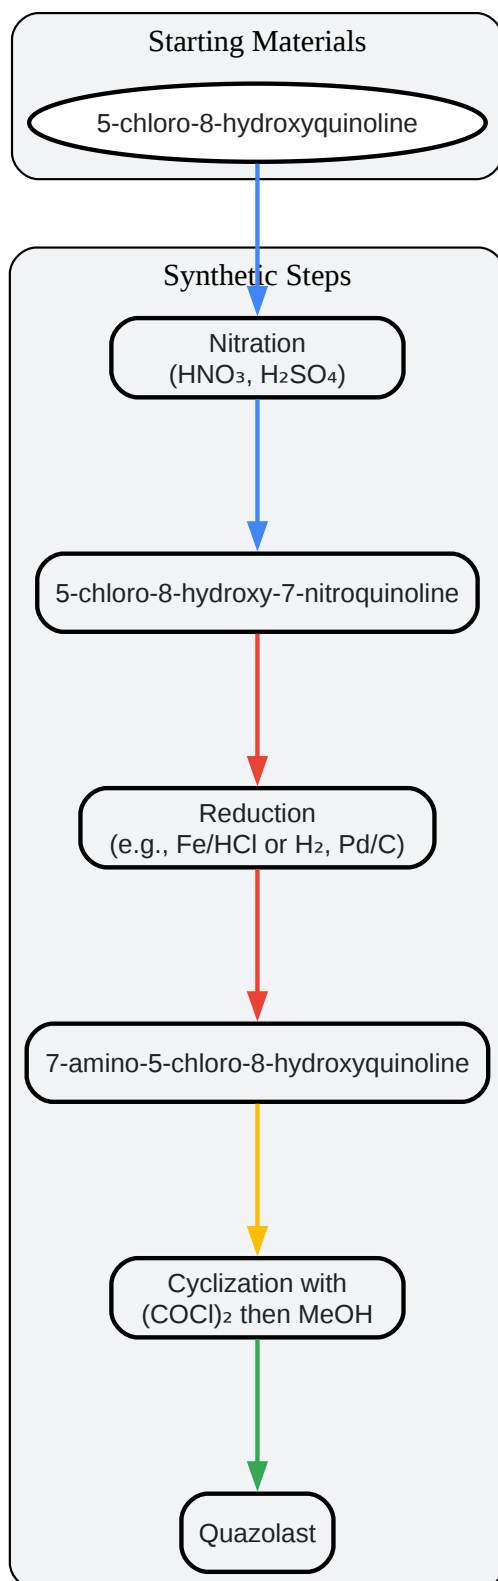 Starting Materials
5-chloro-8-hydroxyquinoline
Synthetic Steps
Nitration
(HNO₃, H₂SO₄)
5-chloro-8-hydroxy-7-nitroquinoline
Reduction
(e.g., Fe/HCl or H₂, Pd/C)
7-amino-5-chloro-8-hydroxyquinoline
Cyclization with
(COCl)₂ then MeOH
Quazolast